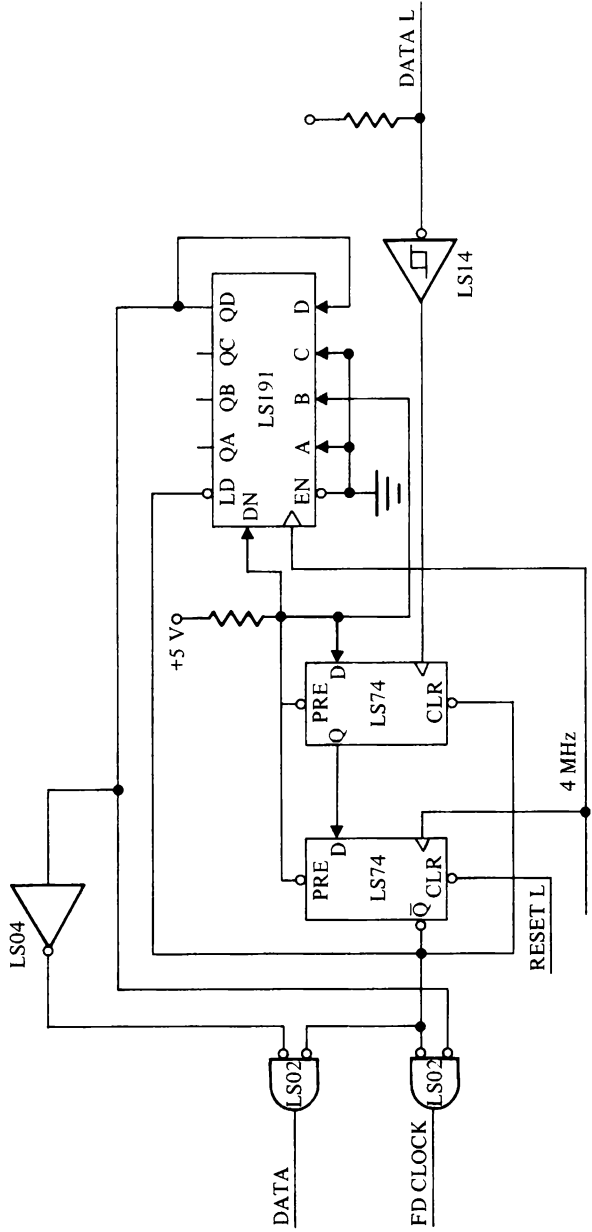 LS04
+5 V
LD QA QB QC QD
DN
LS191
EN A B C D
DATA
LS02
PRE
D
LS74
Q̅
CLR
PRE
Q
D
LS74
CLR
DATA L
LS14
FD CLOCK
LS02
RESET L
4 MHz